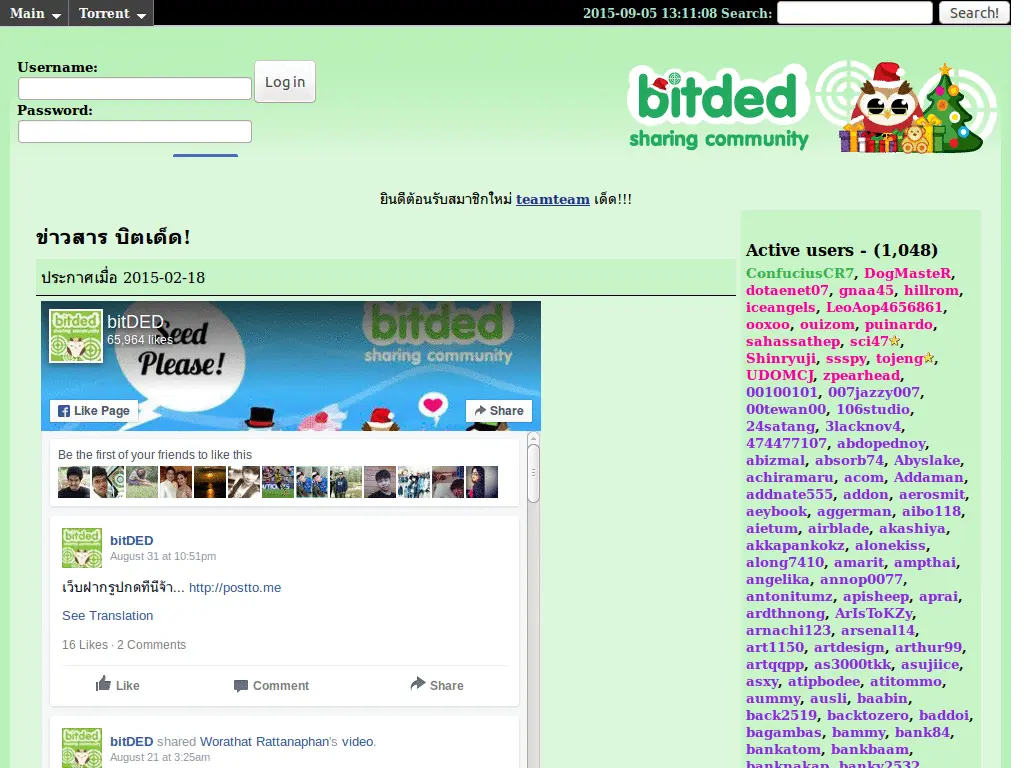 Main Torrent 2015-09-05 13:11:08 Search: Search!
Username:
Log in
Password:
bitded
sharing community
ยินดีต้อนรับสมาชิกใหม่ teamteam เด็ด!!!
ข่าวสาร บิตเด็ด!
ประกาศเมื่อ 2015-02-18
bitded
sharing community
bitDED
65,964 likes
Seed
Please!
bitded
sharing community
Like Page
Share
Be the first of your friends to like this
bitded
bitDED
August 31 at 10:51pm
เว็บฝากรูปกดทีนี่จ้า... http://postto.me
See Translation
16 Likes · 2 Comments
Like Comment Share
bitded
bitDED shared Worathat Rattanaphan's video.
August 21 at 3:25am
Active users - (1,048)
ConfuciusCR7, DogMasteR,
dotaenet07, gnaa45, hillrom,
iceangels, LeoAop4656861,
ooxoo, ouizom, puinardo,
sahassathep, sci47,
Shinryuji, ssspy, tojeng,
UDOMCJ, zpearhead,
00100101, 007jazzy007,
00tewan00, 106studio,
24satang, 3lacknov4,
474477107, abdopednoy,
abizmal, absorb74, Abyslake,
achiramaru, acom, Addaman,
addnate555, addon, aerosmit,
aeybook, aggerman, aibo118,
aietum, airblade, akashiya,
akkapankokz, alonekiss,
along7410, amarit, ampthai,
angelika, annop0077,
antonitumz, apisheep, aprai,
ardthnong, ArIsToKZy,
arnachi123, arsenal14,
art1150, artdesign, arthur99,
artqqpp, as3000tkk, asujiice,
asxy, atipbodee, atitommo,
aummy, ausli, baabin,
back2519, backtozero, baddoi,
bagambas, bammy, bank84,
bankatom, bankbaam,
banknakap, banky2532